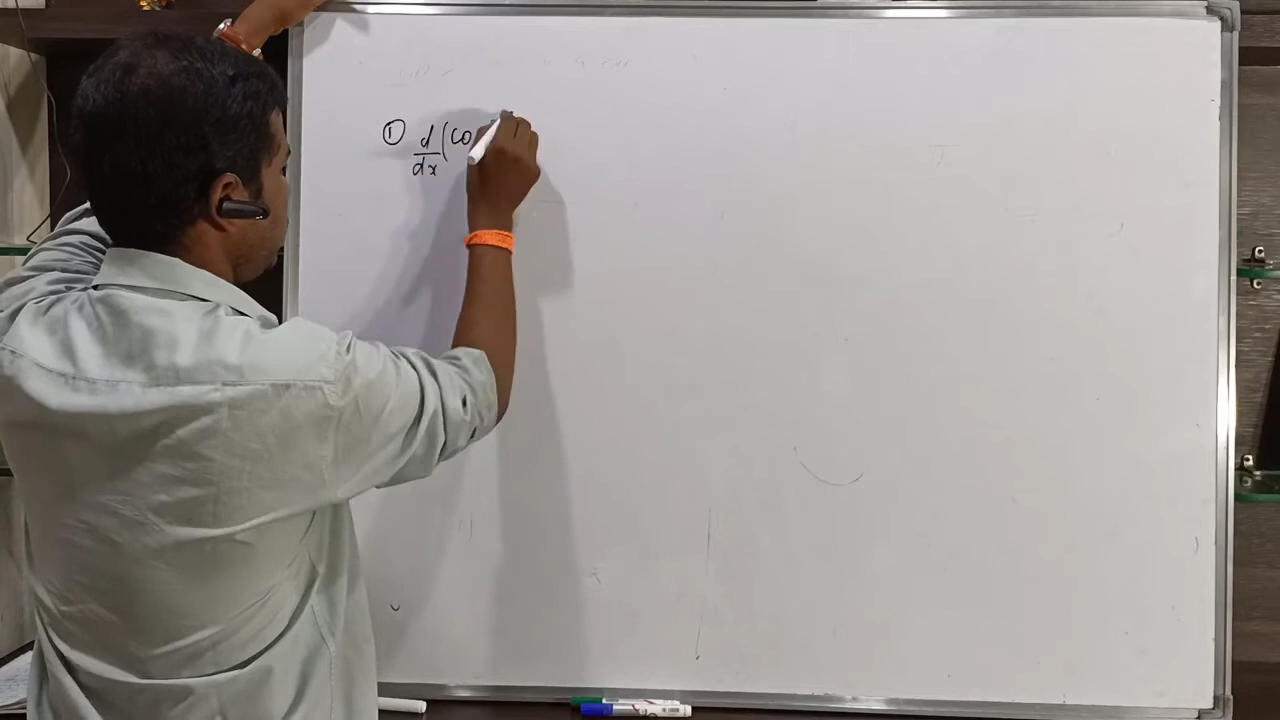 ① d/dx (co